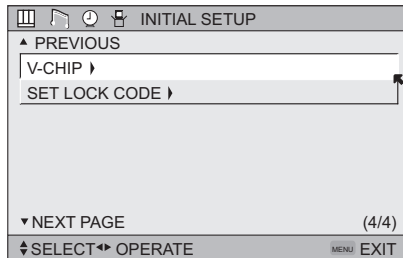 INITIAL SETUP
PREVIOUS
V-CHIP
SET LOCK CODE
NEXT PAGE (4/4)
SELECT OPERATE MENU EXIT